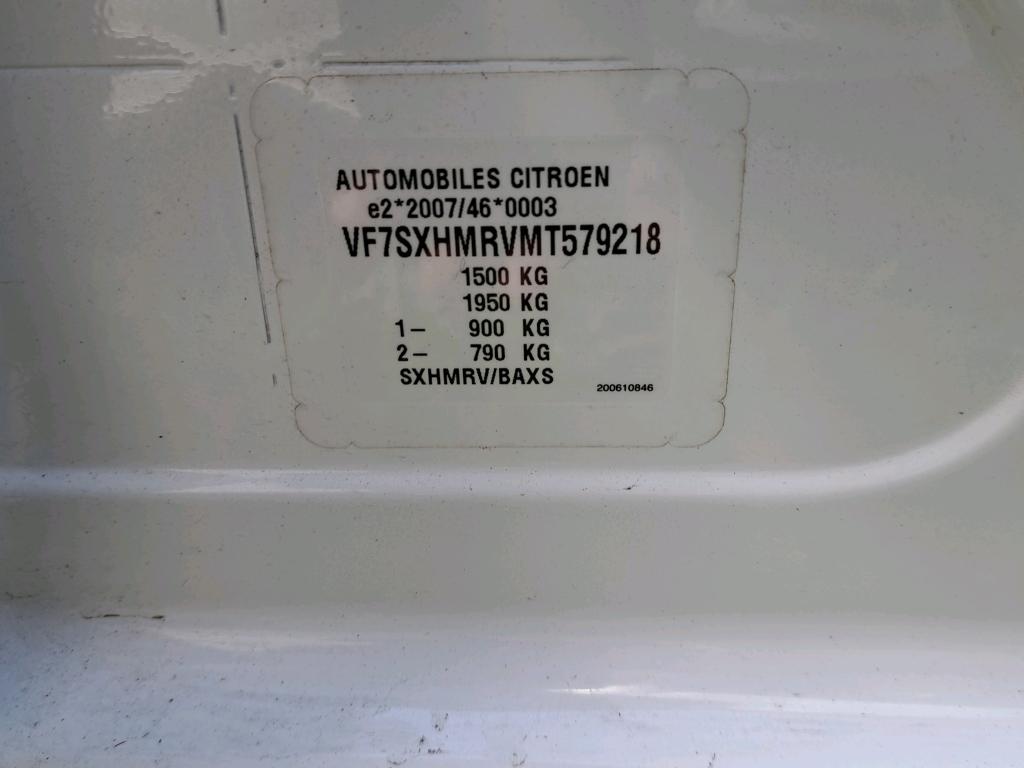 AUTOMOBILES CITROEN
e2*2007/46*0003
VF7SXHMRVMT579218
1500 KG
1950 KG
1– 900 KG
2– 790 KG
SXHMRV/BAXS
200610846